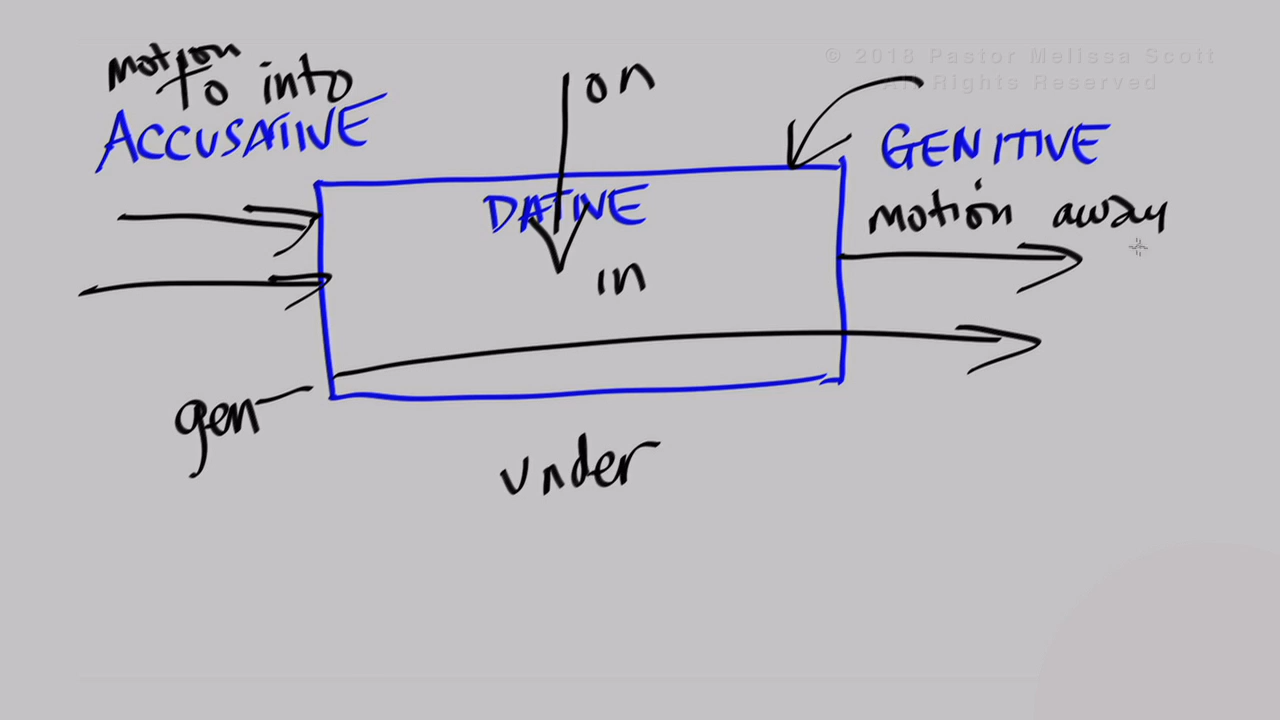 © 2018 Pastor Melissa Scott
All Rights Reserved
motion
To into
ACCUSATIVE
on
GENITIVE
DATIVE
motion away
in
gen
under